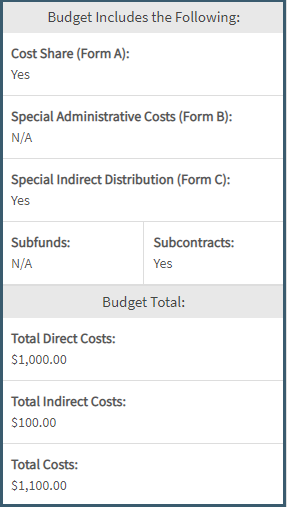 Budget Includes the Following:
Cost Share (Form A):
Yes
Special Administrative Costs (Form B):
N/A
Special Indirect Distribution (Form C):
Yes
Subfunds:
N/A
Subcontracts:
Yes
Budget Total:
Total Direct Costs:
$1,000.00
Total Indirect Costs:
$100.00
Total Costs:
$1,100.00